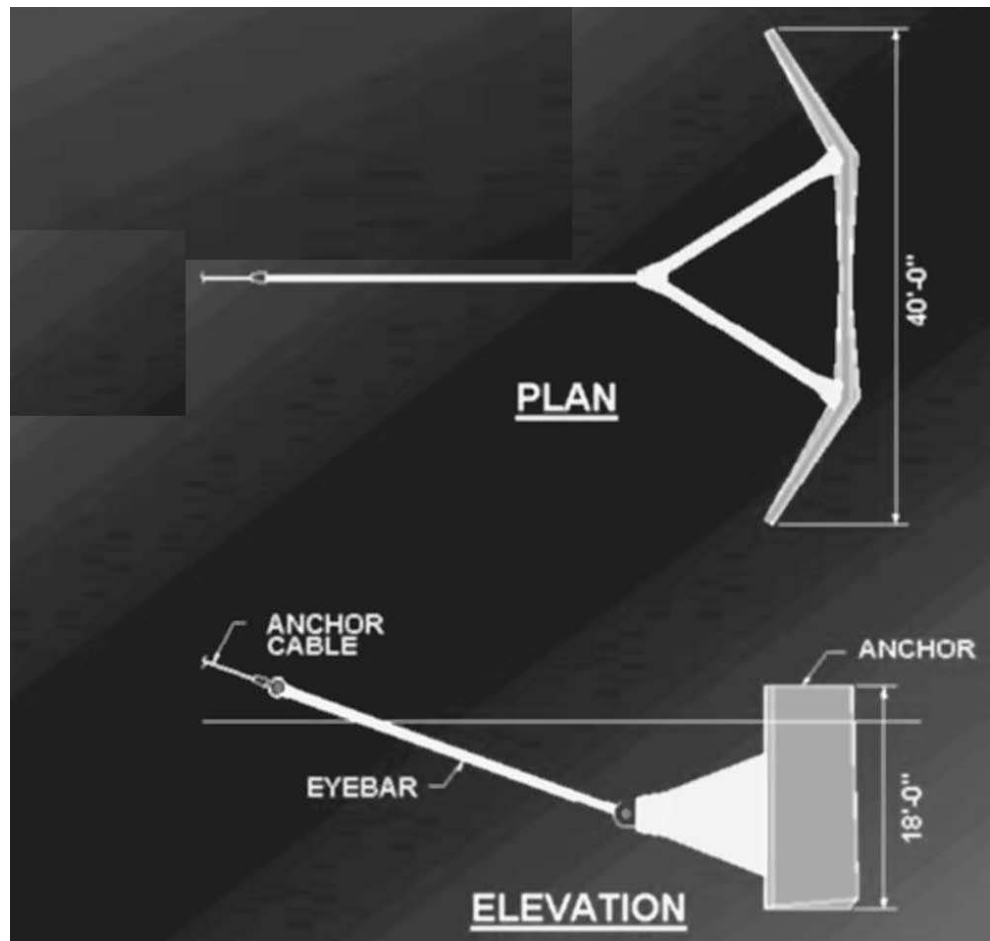 40'-0"
PLAN
ANCHOR
CABLE
ANCHOR
EYEBAR
18'-0"
ELEVATION